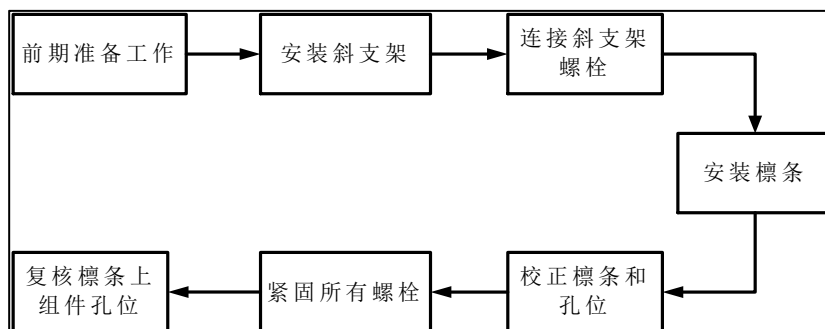 前期准备工作
安装斜支架
连接斜支架
螺栓
安装檩条
校正檩条和
孔位
紧固所有螺栓
复核檩条上
组件孔位